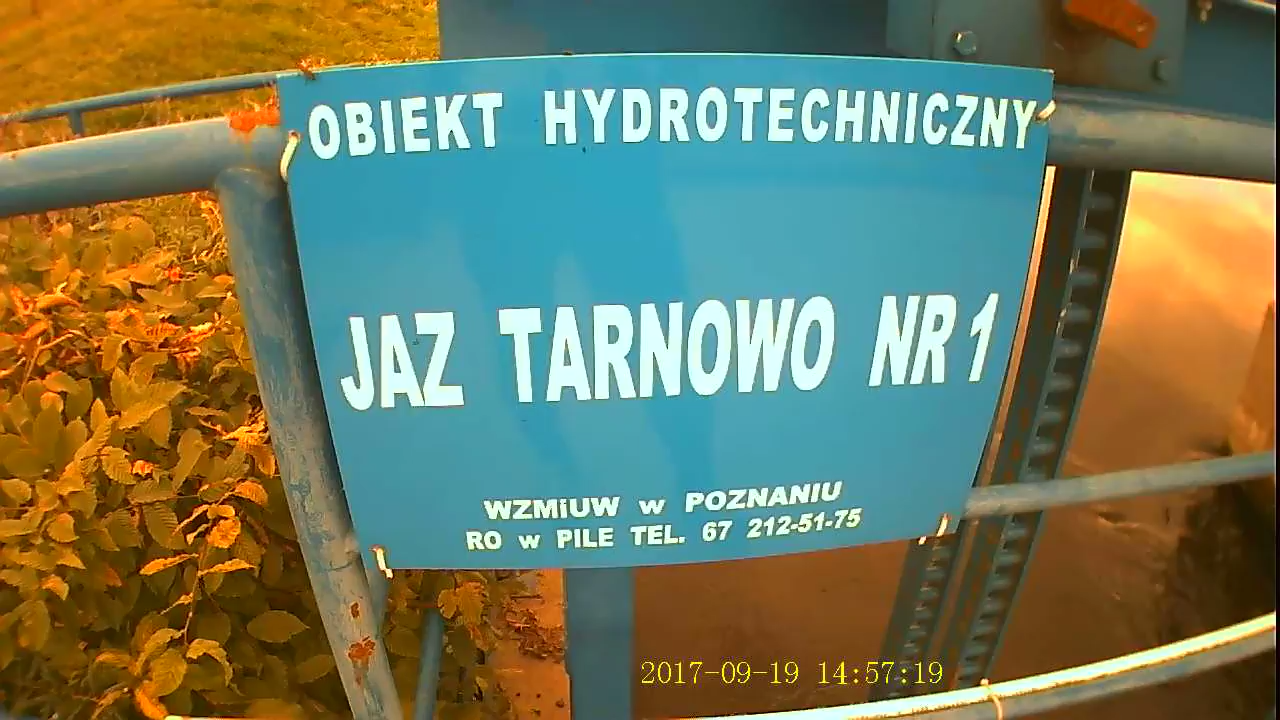 OBIEKT HYDROTECHNICZNY
JAZ TARNOWO NR 1
WZMiUW w POZNANIU
RO w PILE TEL. 67 212-51-75
2017-09-19 14:57:19